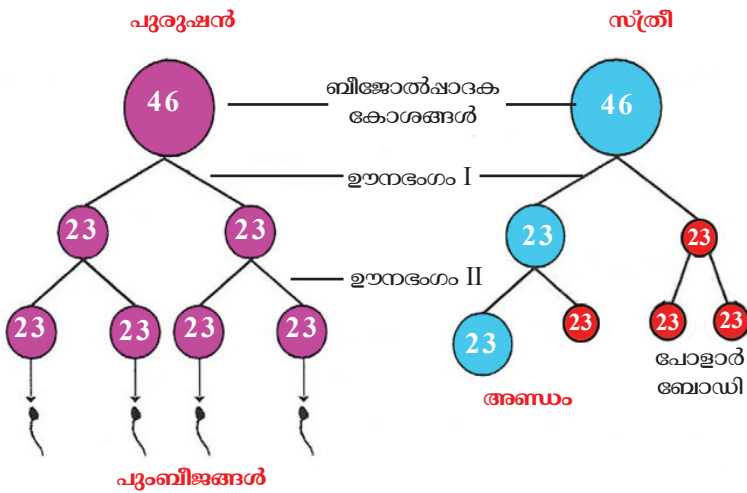 പുരുഷൻ
സ്ത്രീ
46
ബീജോൽപ്പാദക
കോശങ്ങൾ
46
ഊനഭംഗം I
23
23
23
23
ഊനഭംഗം II
23
23
23
23
23
23
23
23
പോളാർ
ബോഡി
അണ്ഡം
പുംബീജങ്ങൾ